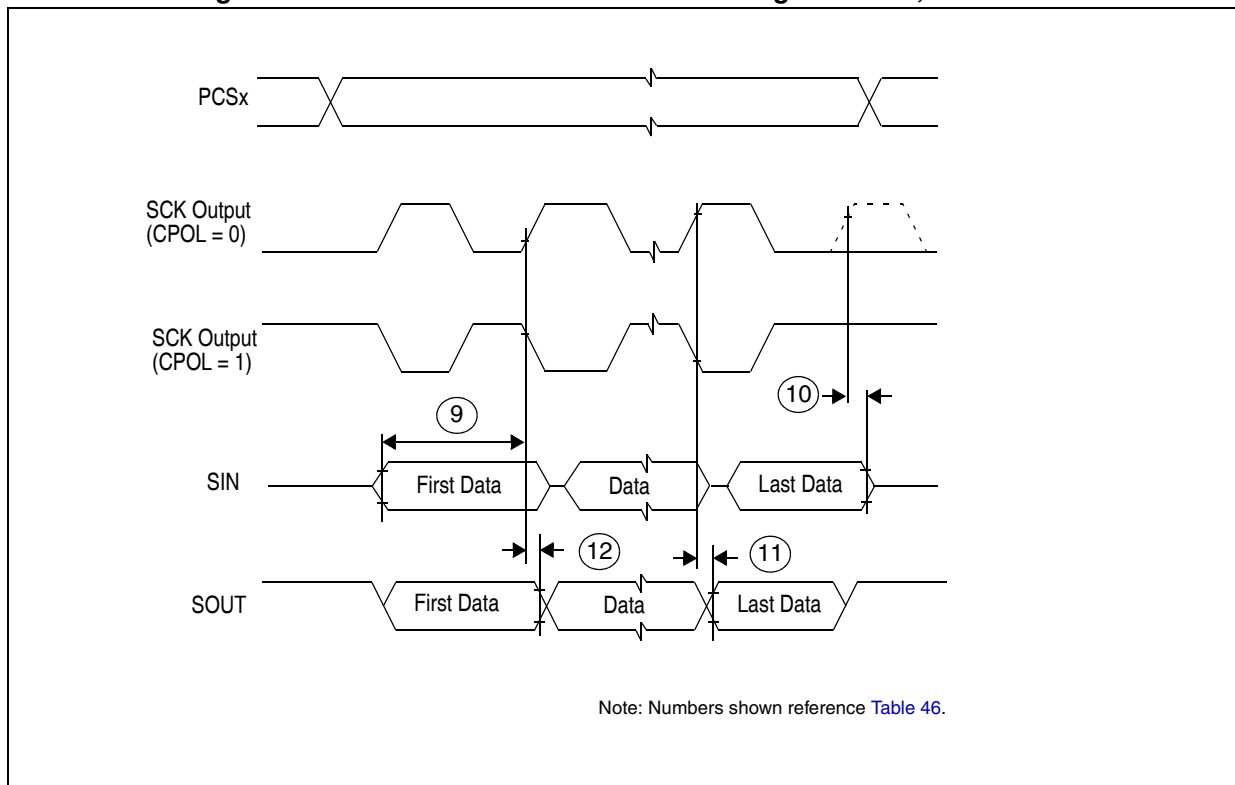 PCSx
SCK Output
(CPOL = 0)
SCK Output
(CPOL = 1)
10
9
SIN
First Data
Data
Last Data
12
11
SOUT
First Data
Data
Last Data
Note: Numbers shown reference Table 46.